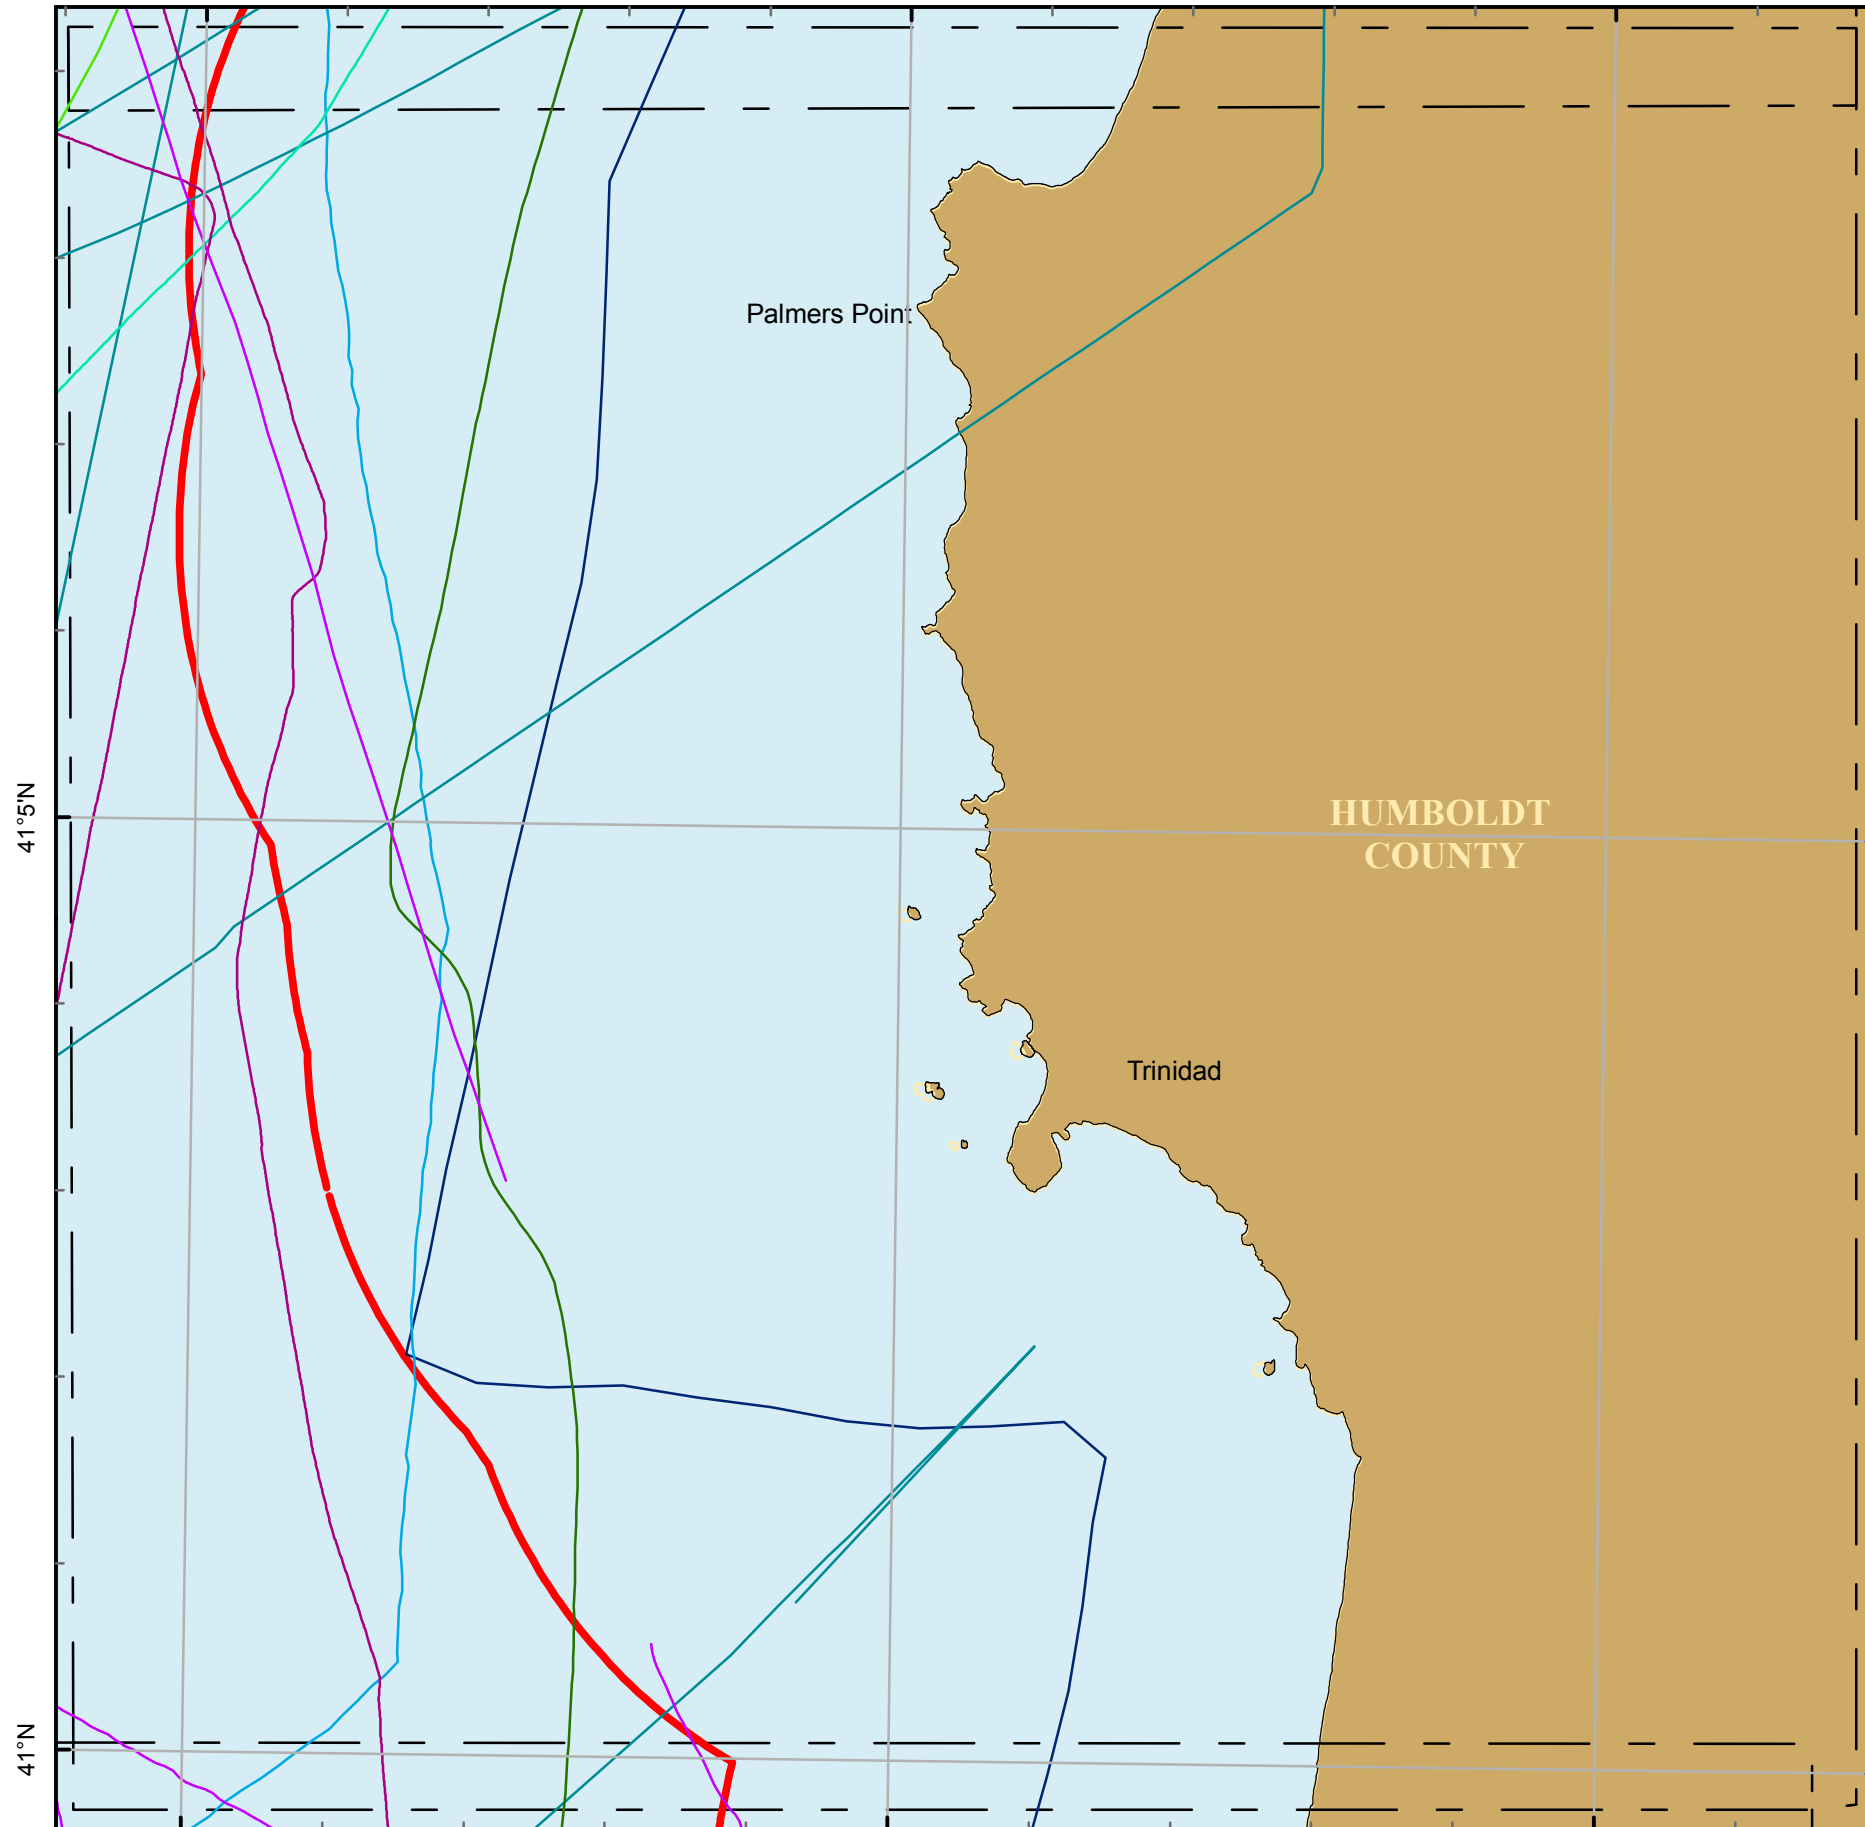 Palmers Point
41°5'N
HUMBOLDT
COUNTY
Trinidad
41°N